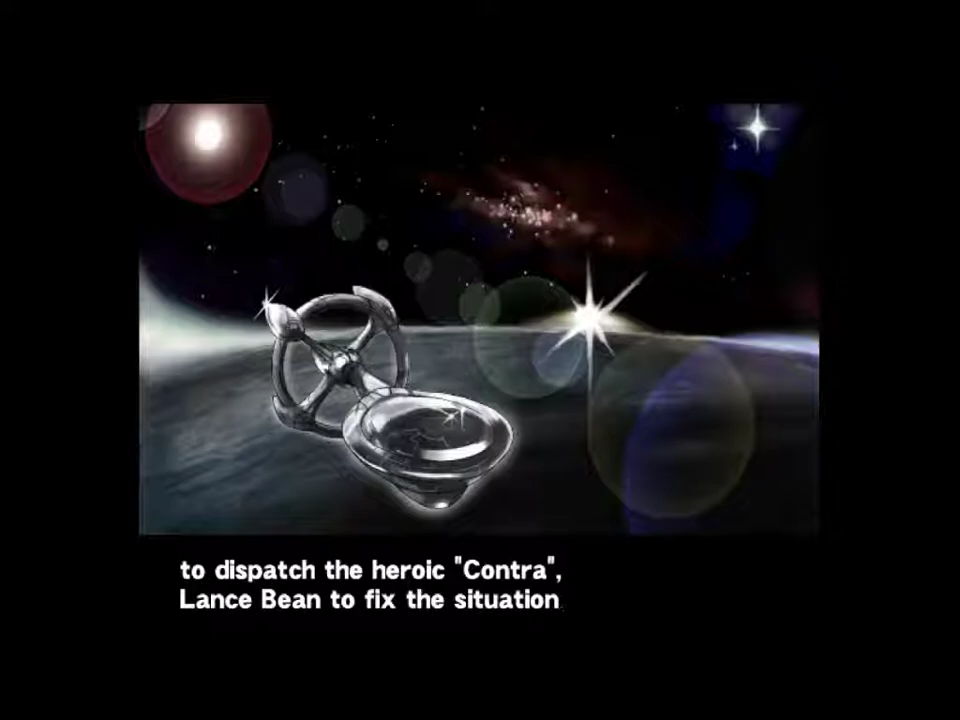 to dispatch the heroic "Contra",
Lance Bean to fix the situation